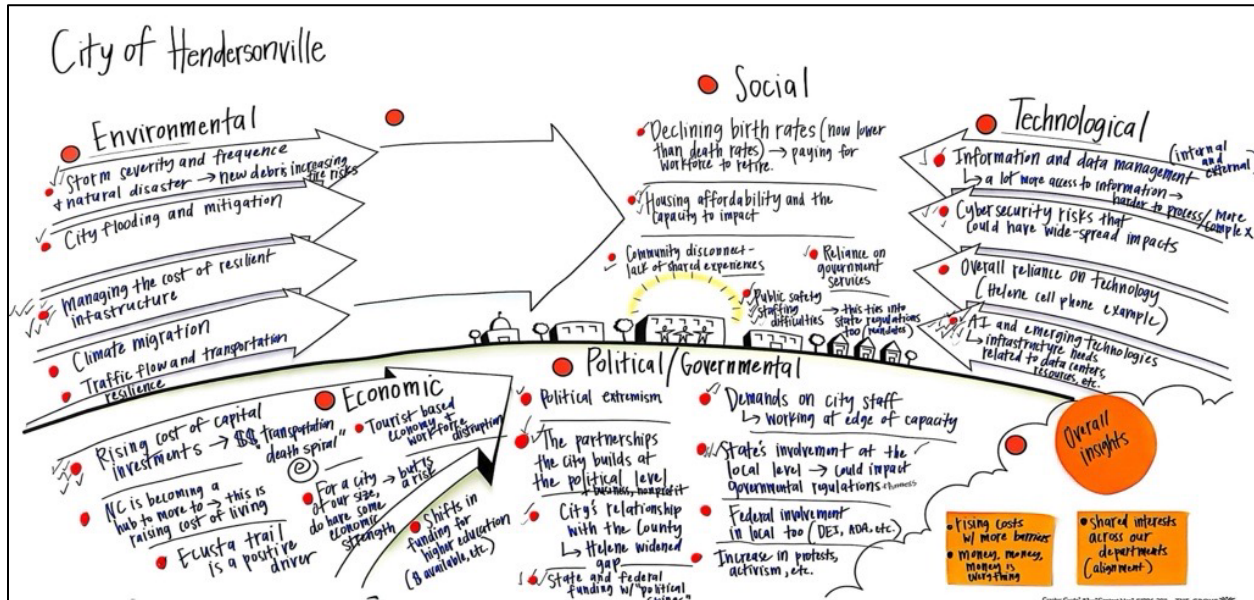 City of Hendersonville
Environmental
Storm severity and frequence
& natural disaster → new debris increasing
fire risks
City flooding and mitigation
Managing the cost of resilient
infastructure
Climate migration
Traffic flow and transportation
resilience
Social
Declining birth rates (now lower
than death rates) → paying for
workforce to retire.
Housing affordability and the
capacity to impact
Community disconnect-
lack of shared experiences
Reliance on
government
services
Public safety
staffing
difficulties
→ this ties into
state regulations
too (mandates)
Technological
Information and data management (internal
and
external)
↳ a lot more access to information →
harder to process/more
complex
Cybersecurity risks that
could have wide-spread impacts
Overall reliance on technology
(Helene cell phone example)
AI and emerging technologies
↳ infrastructure needs
related to data centers,
resources, etc.
Economic
Rising cost of capital
investments → $$ "transportation
death spiral"
Tourist based
economy +
workforce
disruption
NC is becoming a
hub to more to → this is
raising cost of living
For a city → but is
of our size, a risk
do have some
economic
strength
Ecusta trail
is a positive
driver
Shifts in
funding for
higher education
($ available, etc.)
Political/Governmental
Political extremism
The partnerships
the city builds at
the political level
+ business, nonprofit
City's relationship
with the County
↳ Helene widened
gap
State and federal
funding w/ "political
strings"
Demands on city staff
↳ working at edge of capacity
State's involvement at the
local level → could impact
governmental regulations
Federal involvement
in local too (DEI, ADA, etc.)
Increase in protests,
activism, etc.
Overall
insights
• rising costs
w/ more barriers
• money, money,
money is
everything
• shared interests
across our
departments
(alignment)